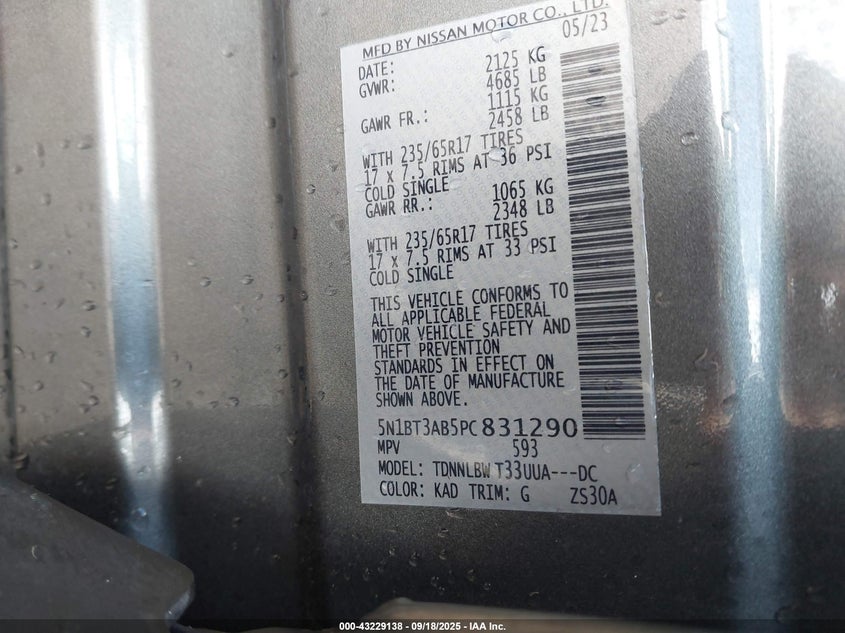 MFD BY NISSAN MOTOR CO., LTD.
DATE: 05/23
GVWR: 2125 KG
4685 LB
GAWR FR.: 1115 KG
2458 LB
WITH 235/65R17 TIRES
17 x 7.5 RIMS AT 36 PSI
COLD SINGLE
GAWR RR.: 1065 KG
2348 LB
WITH 235/65R17 TIRES
17 x 7.5 RIMS AT 33 PSI
COLD SINGLE
THIS VEHICLE CONFORMS TO
ALL APPLICABLE FEDERAL
MOTOR VEHICLE SAFETY AND
THEFT PREVENTION
STANDARDS IN EFFECT ON
THE DATE OF MANUFACTURE
SHOWN ABOVE.
5N1BT3AB5PC831290
MPV 593
MODEL: TDNNLBW T33UUA---DC
COLOR: KAD TRIM: G ZS30A
000-43229138 - 09/18/2025 - IAA Inc.